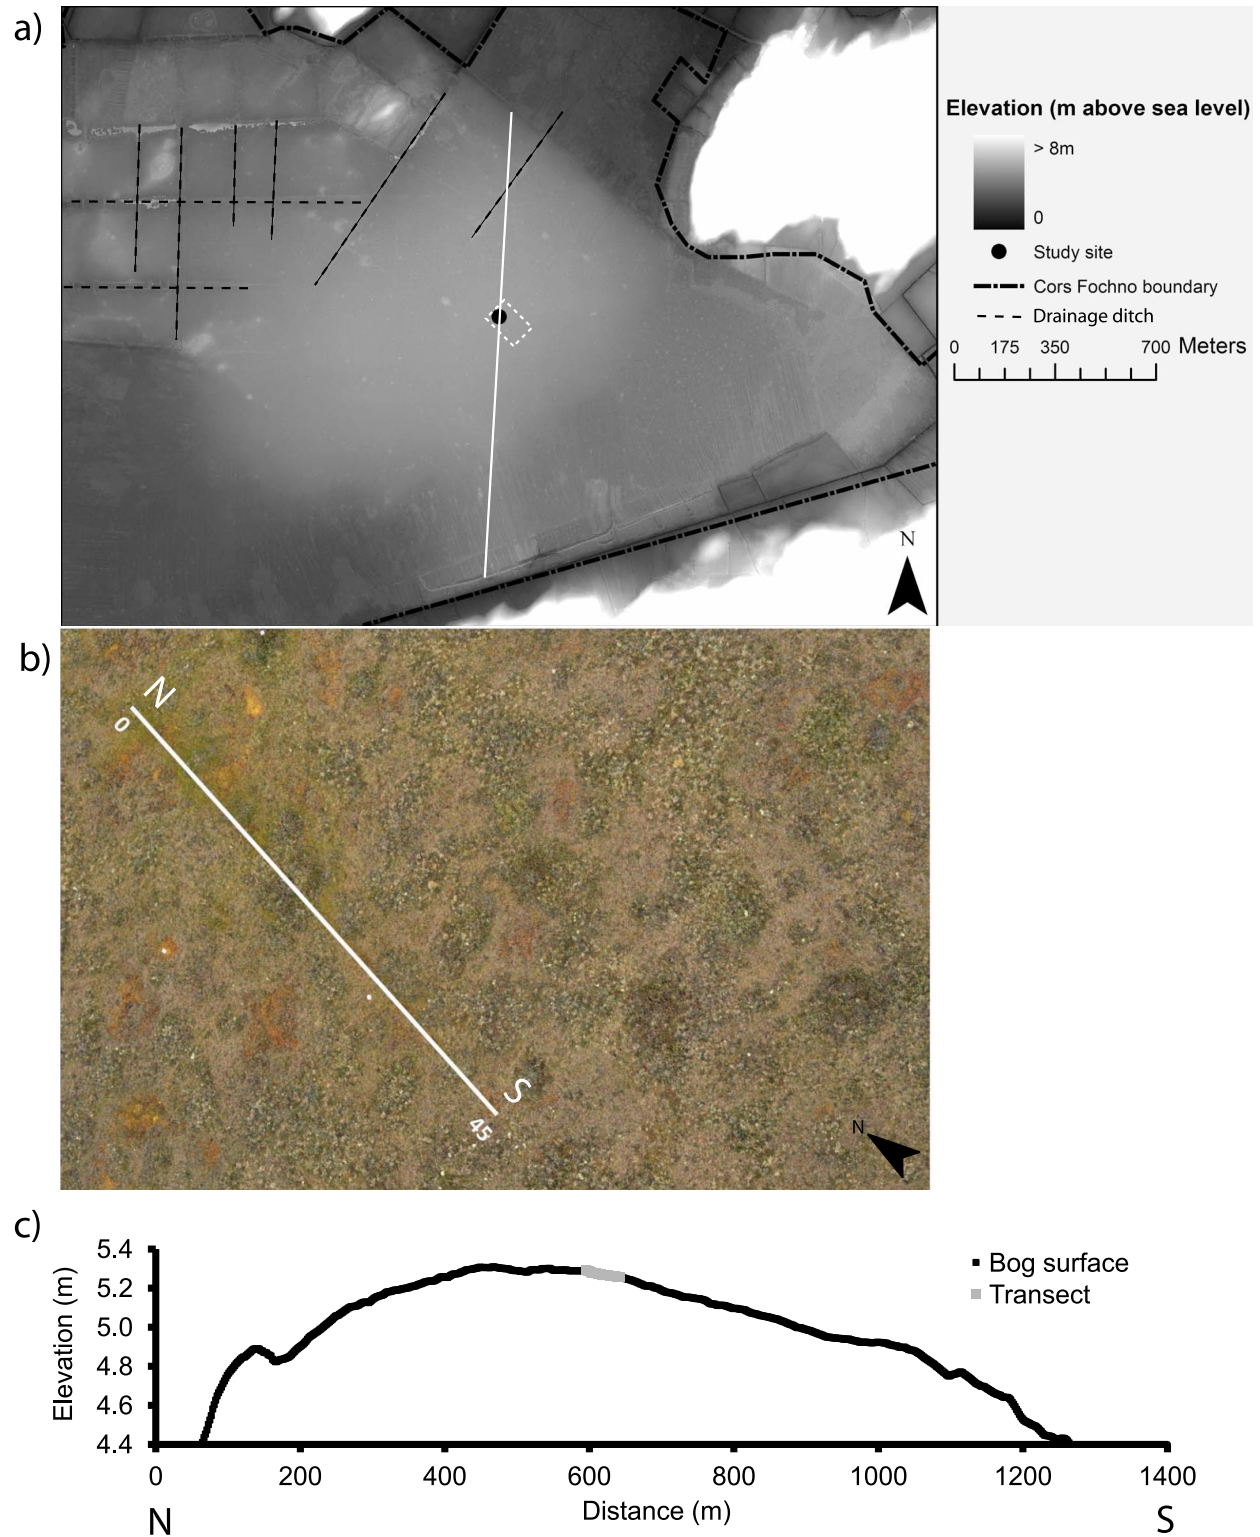 a)
Elevation (m above sea level)
> 8m
0
Study site
Cors Fochno boundary
Drainage ditch
0 175 350 700 Meters
N
b)
N
0
S
45
N
c)
5.4
5.2
5.0
4.8
4.6
4.4
Elevation (m)
Bog surface
Transect
0 200 400 600 800 1000 1200 1400
Distance (m)
N S